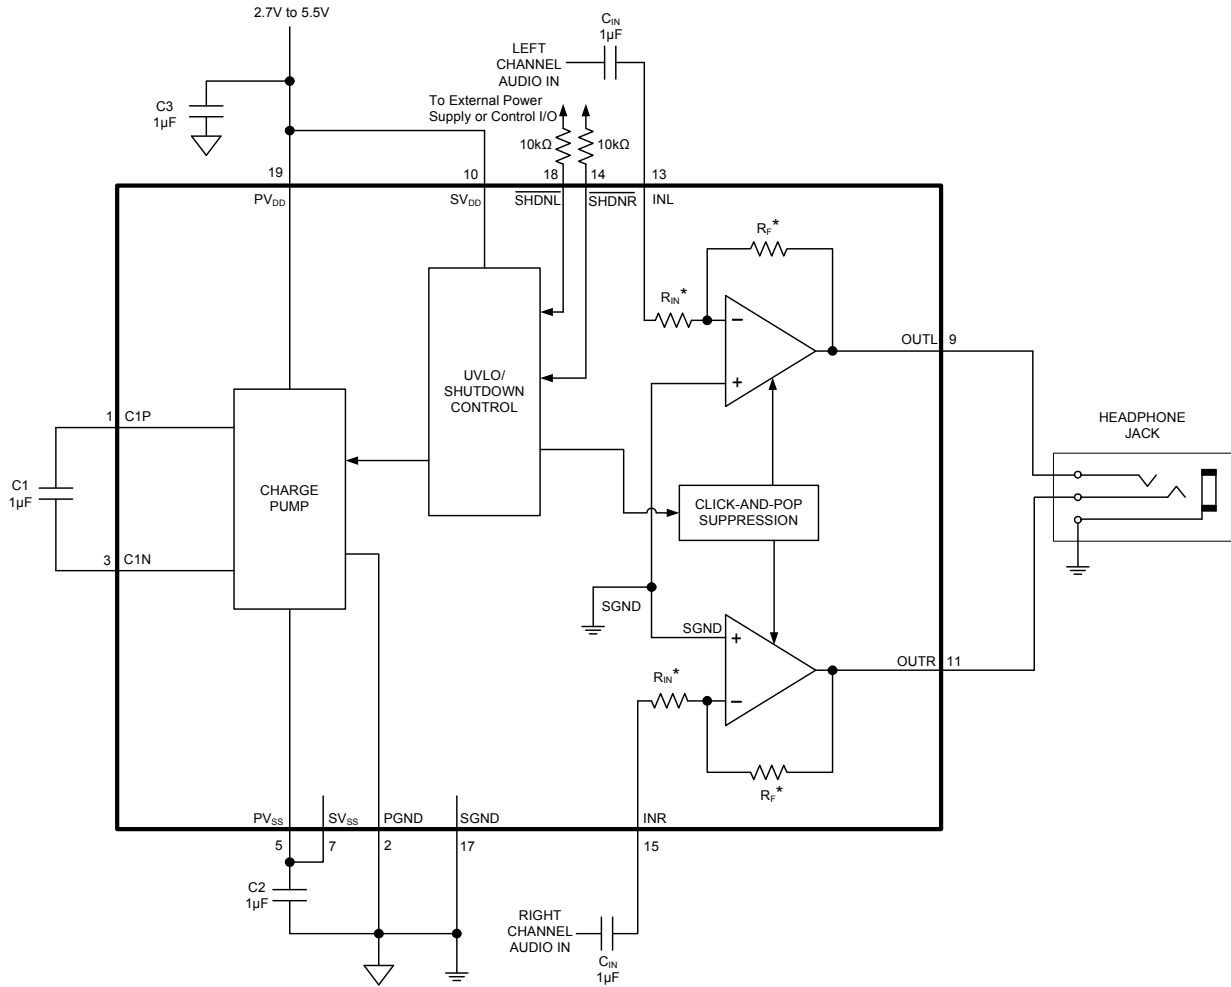 2.7V to 5.5V
C3
1µF
LEFT
CHANNEL
AUDIO IN
CIN
1µF
To External Power
Supply or Control I/O
10kΩ
10kΩ
19
10
18
14
13
PVDD
SVDD
SHDNL
SHDNR
INL
RF*
RIN*
−
+
OUTL
9
UVLO/
SHUTDOWN
CONTROL
1
C1P
C1
1µF
CHARGE
PUMP
3
C1N
CLICK-AND-POP
SUPPRESSION
HEADPHONE
JACK
SGND
SGND
+
−
OUTR
11
RIN*
RF*
PVSS
SVSS
PGND
SGND
INR
5
7
2
17
15
C2
1µF
RIGHT
CHANNEL
AUDIO IN
CIN
1µF